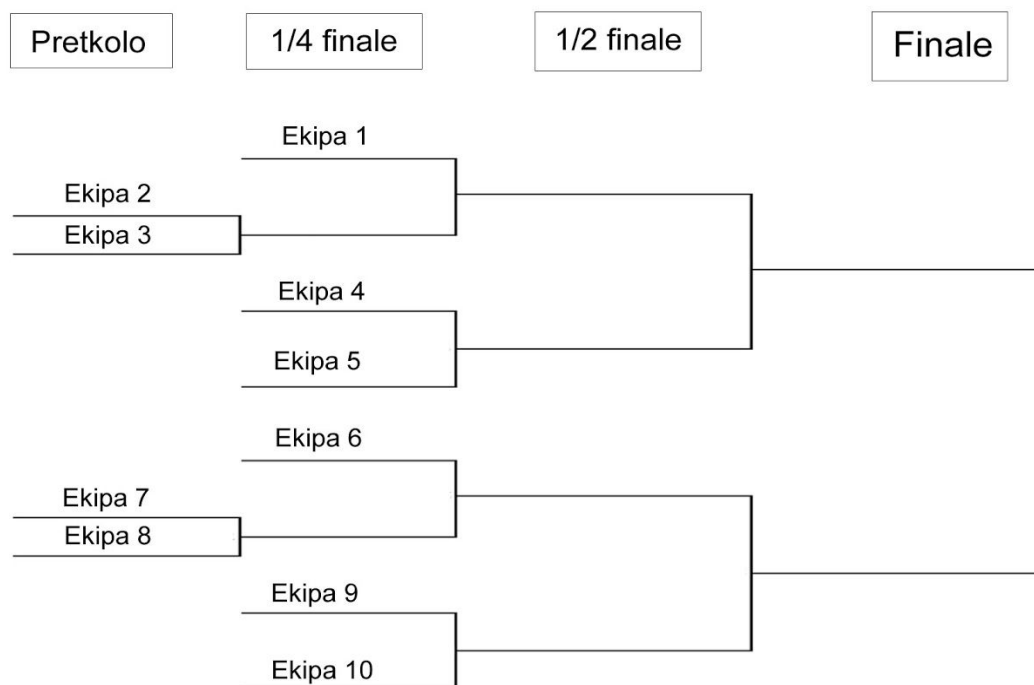 Pretkolo
1/4 finale
1/2 finale
Finale
Ekipa 1
Ekipa 2
Ekipa 3
Ekipa 4
Ekipa 5
Ekipa 6
Ekipa 7
Ekipa 8
Ekipa 9
Ekipa 10